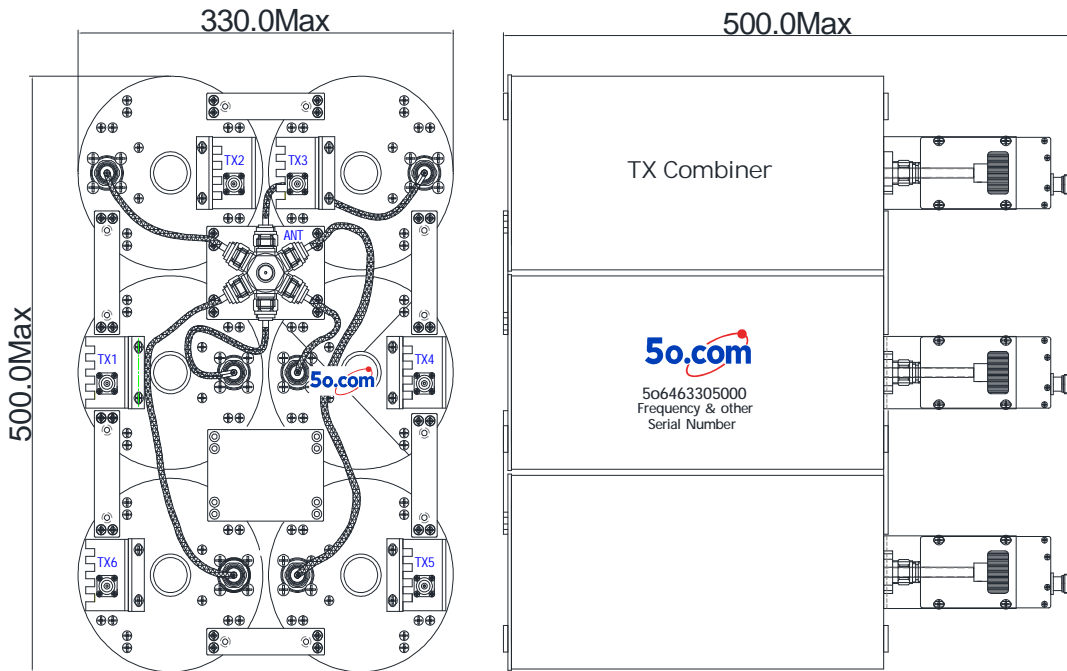 330.0Max
500.0Max
500.0Max
TX2
TX3
ANT
TX1
TX4
TX6
TX5
5o.com
TX Combiner
5o.com
5o6463305000
Frequency & other
Serial Number